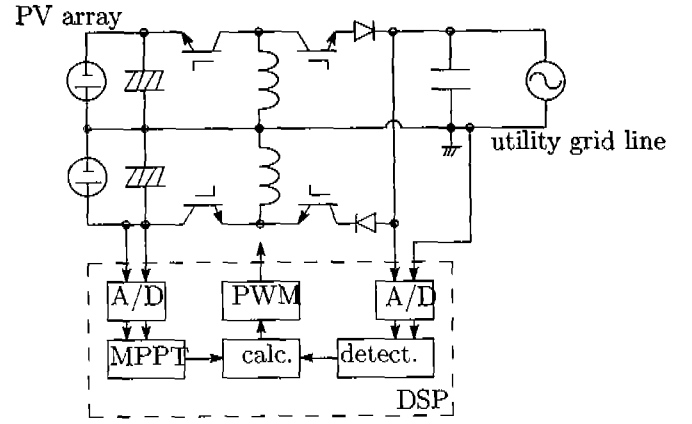 PV array
utility grid line
A/D
PWM
A/D
MPPT
calc.
detect.
DSP